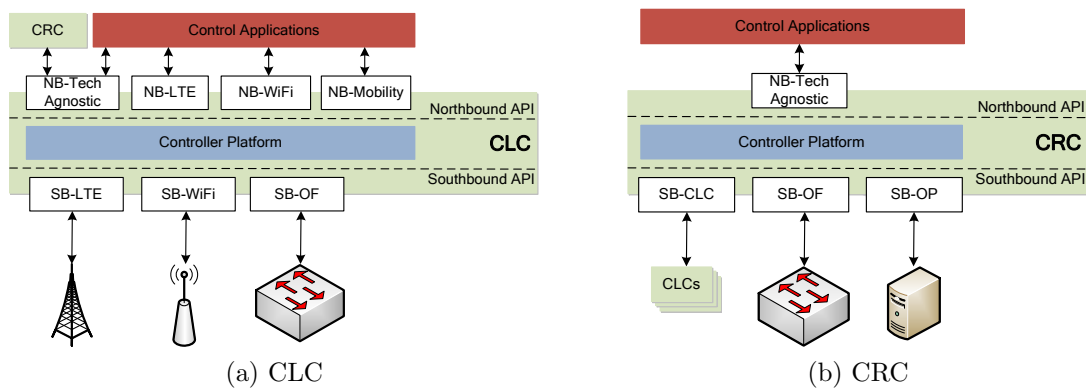 CRC
Control Applications
NB-Tech
Agnostic
NB-LTE
NB-WiFi
NB-Mobility
Northbound API
Controller Platform
CLC
Southbound API
SB-LTE
SB-WiFi
SB-OF
(a) CLC
Control Applications
NB-Tech
Agnostic
Northbound API
Controller Platform
CRC
Southbound API
SB-CLC
SB-OF
SB-OP
CLCs
(b) CRC